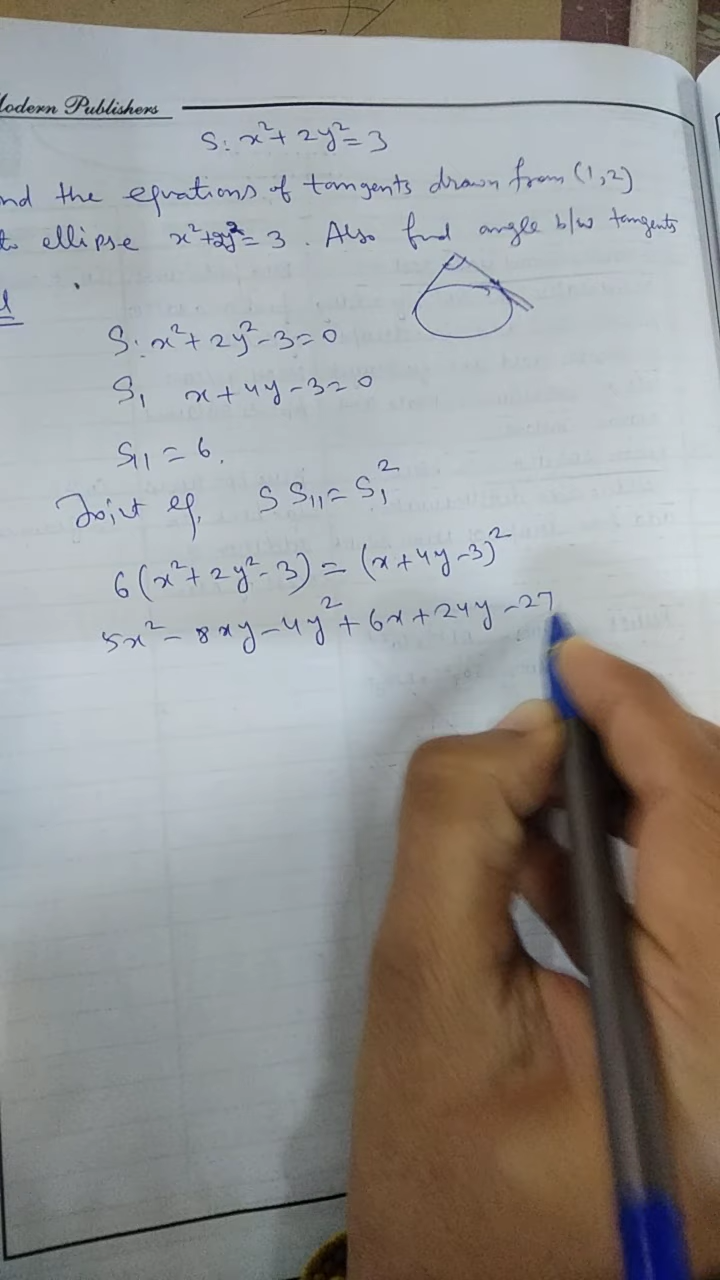 Modern Publishers
S: x²+ 2y²= 3
nd the equations of tangents drawn from (1,2)
to ellipse x²+2y²= 3. Also find angle b/w tangents
S: x²+ 2y²-3=0
S₁ x+4y-3=0
S₁₁ = 6.
Joint eq. S S₁₁= S₁²
6(x²+ 2y²-3) = (x+4y-3)²
5x²- 8xy-4y²+ 6x+24y-27